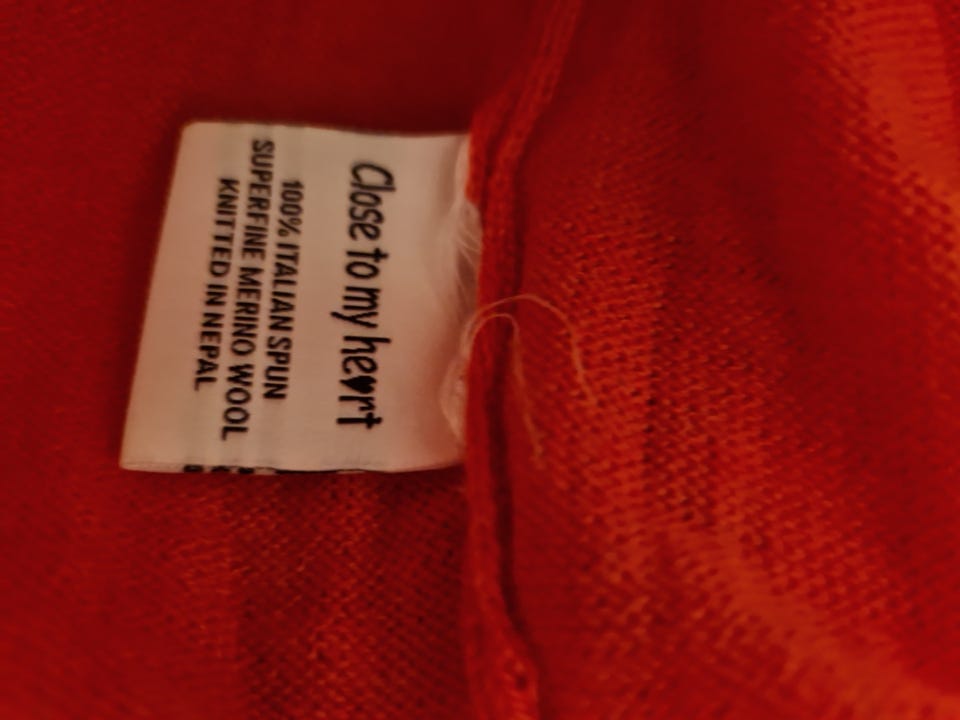 Close to my heart
100% ITALIAN SPUN
SUPERFINE MERINO WOOL
KNITTED IN NEPAL